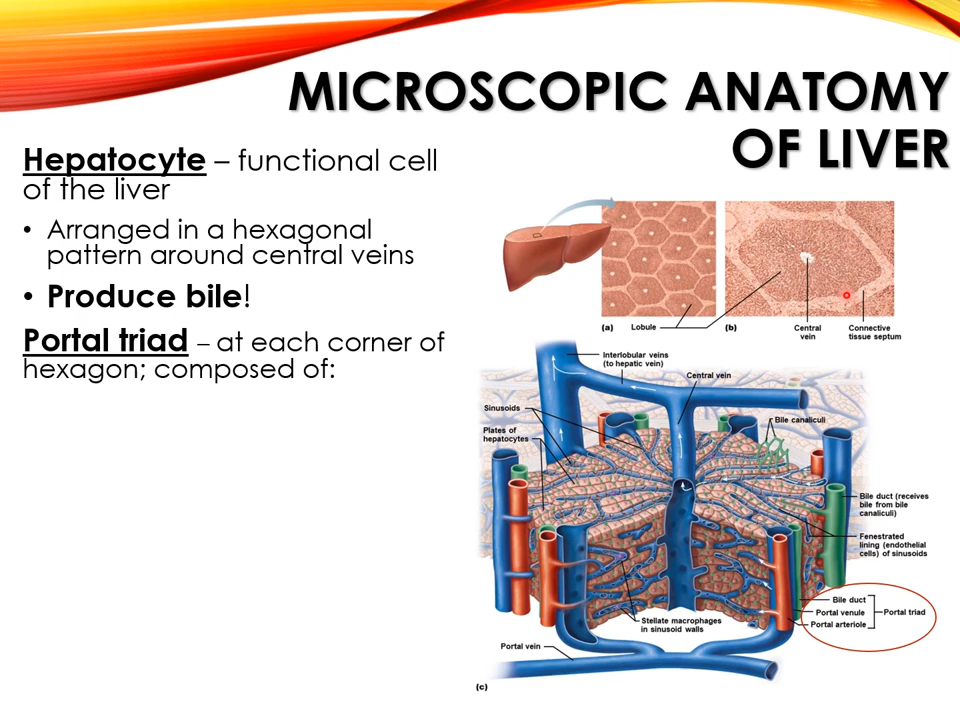 MICROSCOPIC ANATOMY
OF LIVER
Hepatocyte – functional cell
of the liver
• Arranged in a hexagonal
pattern around central veins
• Produce bile!
Portal triad – at each corner of
hexagon; composed of:
(a)
Lobule
(b)
Central
vein
Connective
tissue septum
Interlobular veins
(to hepatic vein)
Central vein
Sinusoids
Plates of
hepatocytes
Bile canaliculi
Bile duct (receives
bile from bile
canaliculi)
Fenestrated
lining (endothelial
cells) of sinusoids
Bile duct
Portal venule
Portal arteriole
Portal triad
Stellate macrophages
in sinusoid walls
Portal vein
(c)